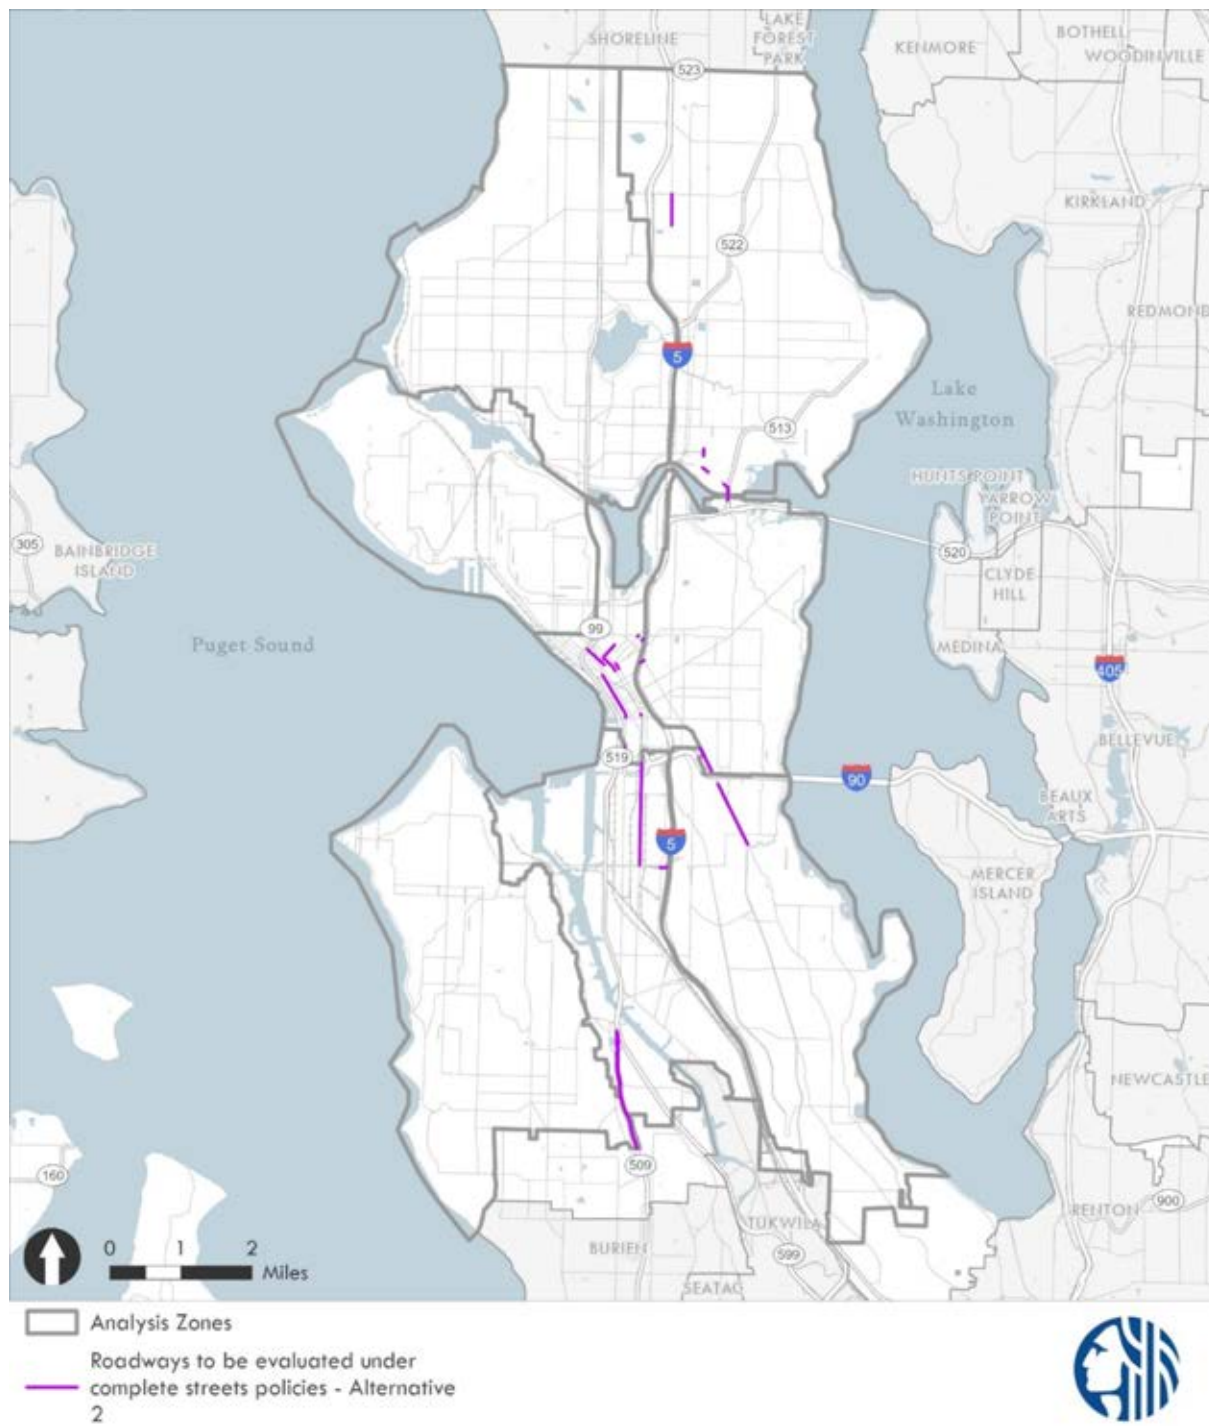 SHORELINE
LAKE
FOREST
PARK
KENMORE
BOTHELL
WOODINVILLE
523
KIRKLAND
522
REDMOND
5
Lake
Washington
513
HUNTS POINT
YARROW
POINT
305
BAINBRIDGE
ISLAND
520
CLYDE
HILL
99
Puget Sound
MEDINA
405
BELLEVUE
519
90
BEAUX
ARTS
5
MERCER
ISLAND
NEWCASTLE
509
160
RENTON
900
TUKWILA
BURIEN
599
SEATAC
0 1 2
Miles
Analysis Zones
Roadways to be evaluated under
complete streets policies - Alternative
2